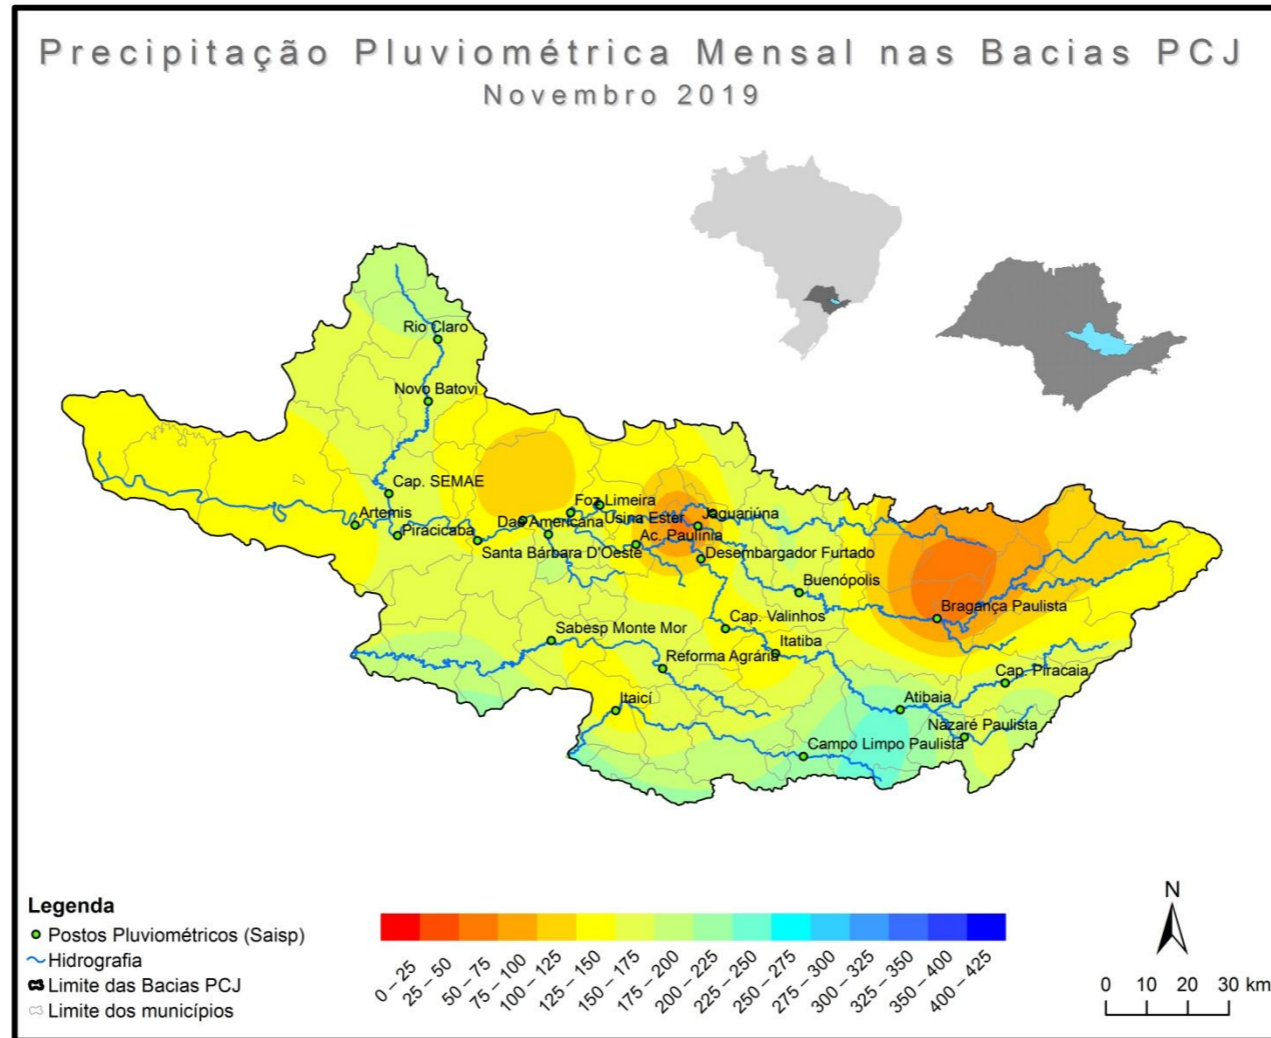 Precipitação Pluviométrica Mensal nas Bacias PCJ
Novembro 2019
Rio Claro
Novo Batovi
Cap. SEMAE
Artemis
Piracicaba
Foz Limeira
Dae Americana
Usina Ester
Jaguariúna
Santa Bárbara D'Oeste
Ac. Paulínia
Desembargador Furtado
Buenópolis
Bragança Paulista
Cap. Valinhos
Sabesp Monte Mor
Itatiba
Reforma Agrária
Cap. Piracaia
Itaicí
Atibaia
Nazaré Paulista
Campo Limpo Paulista
Legenda
Postos Pluviométricos (Saisp)
Hidrografia
Limite das Bacias PCJ
Limite dos municípios
0 – 25
25 – 50
50 – 75
75 – 100
100 – 125
125 – 150
150 – 175
175 – 200
200 – 225
225 – 250
250 – 275
275 – 300
300 – 325
325 – 350
350 – 400
400 – 425
N
0 10 20 30 km